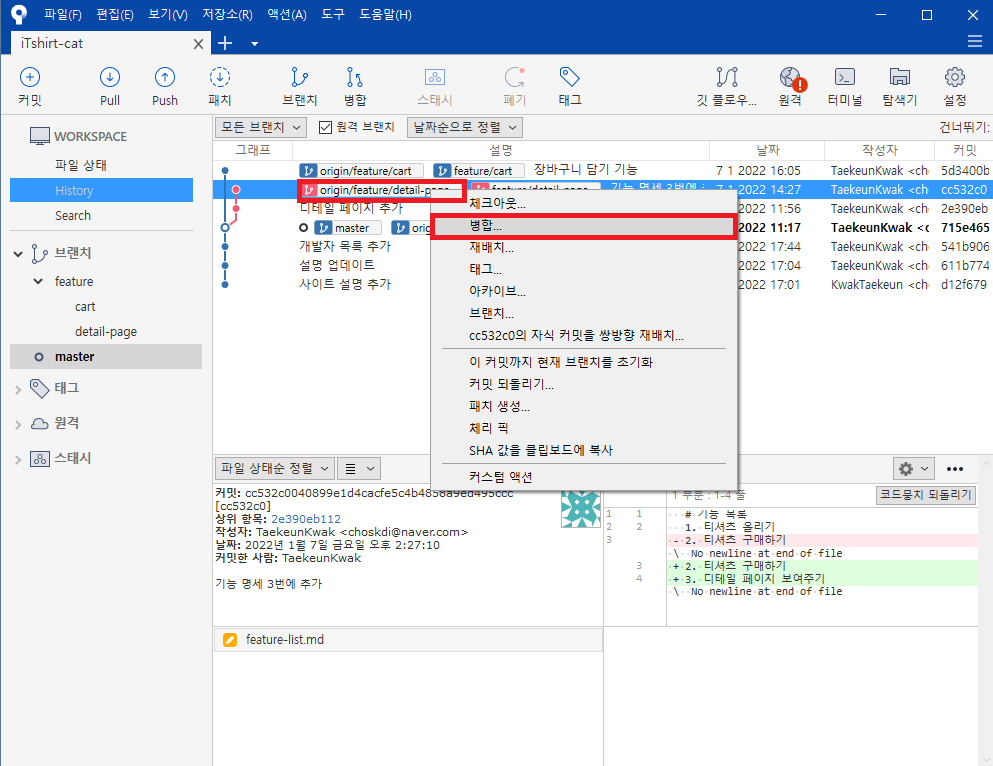 파일(F) 편집(E) 보기(V) 저장소(R) 액션(A) 도구 도움말(H)
iTshirt-cat
커밋 Pull Push 패치 브랜치 병합 스태시 폐기 태그 깃 플로우... 원격 터미널 탐색기 설정
WORKSPACE
파일 상태
History
Search
브랜치
feature
cart
detail-page
master
태그
원격
스태시
모든 브랜치 원격 브랜치 날짜순으로 정렬 건너뛰기:
그래프 설명 날짜 작성자 커밋
origin/feature/cart feature/cart 장바구니 담기 기능 7 1 2022 16:05 TaekeunKwak <ch 5d3400b
origin/feature/detail-page feature/detail-page 기능 명세 3번에 7 1 2022 14:27 TaekeunKwak <ch cc532c0
디테일 페이지 추가 2022 11:56 TaekeunKwak <ch 2e390eb
master orig 2022 11:17 TaekeunKwak <c 715e465
개발자 목록 추가 2022 17:44 TaekeunKwak <ch 541b906
설명 업데이트 2022 17:04 TaekeunKwak <ch 611b774
사이트 설명 추가 2022 17:01 KwakTaekeun <ch d12f679
체크아웃...
병합...
재배치...
태그...
아카이브...
브랜치...
cc532c0의 자식 커밋을 쌍방향 재배치...
이 커밋까지 현재 브랜치를 초기화
커밋 되돌리기...
패치 생성...
체리 픽
SHA 값을 클립보드에 복사
커스텀 액션
파일 상태순 정렬
커밋: cc532c0040899e1d4cacfe5c4b4858a9ed495ccc
[cc532c0]
상위 항목: 2e390eb112
작성자: TaekeunKwak <choskdi@naver.com>
날짜: 2022년 1월 7일 금요일 오후 2:27:10
커밋한 사람: TaekeunKwak
기능 명세 3번에 추가
feature-list.md
1 부분 : 1-4 줄 코드뭉치 되돌리기
1 1 # 기능 목록
2 2 1. 티셔츠 올리기
3 - 2. 티셔츠 구매하기
\ No newline at end of file
3 + 2. 티셔츠 구매하기
4 + 3. 디테일 페이지 보여주기
\ No newline at end of file